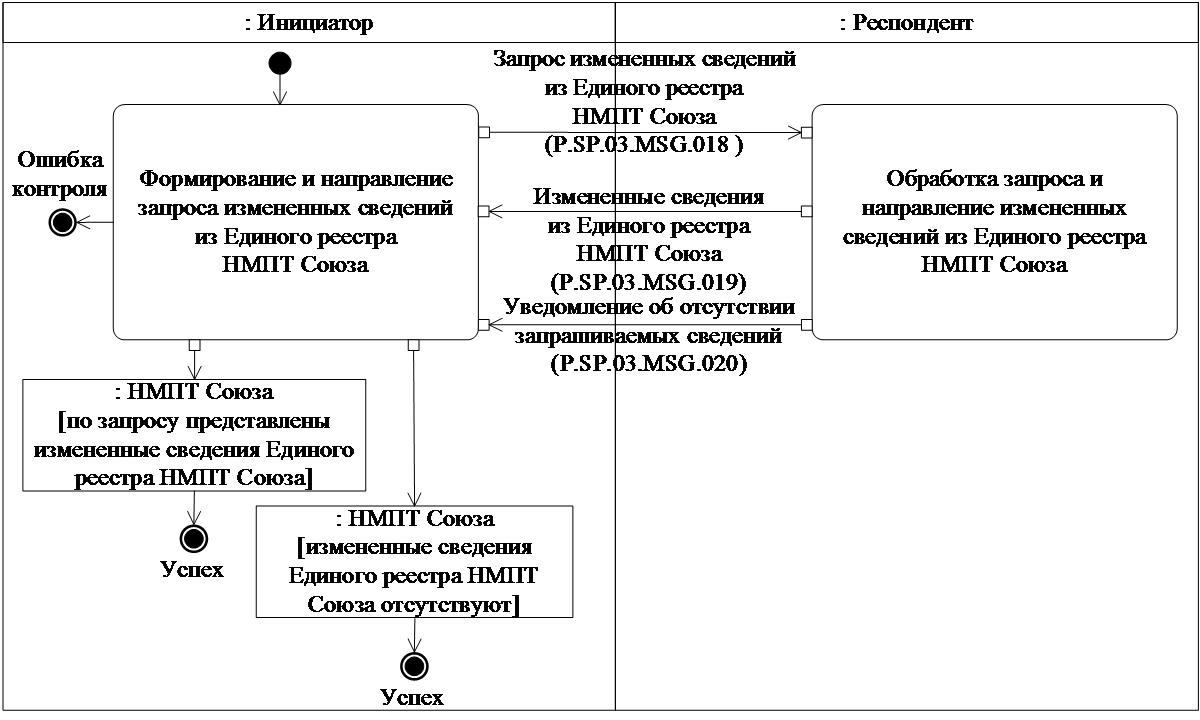 : Инициатор
: Респондент
Запрос измененных сведений
из Единого реестра
НМПТ Союза
(P.SP.03.MSG.018 )
Ошибка
контроля
Формирование и направление
запроса измененных сведений
из Единого реестра
НМПТ Союза
Измененные сведения
из Единого реестра
НМПТ Союза
(P.SP.03.MSG.019)
Обработка запроса и
направление измененных
сведений из Единого реестра
НМПТ Союза
Уведомление об отсутствии
запрашиваемых сведений
(P.SP.03.MSG.020)
: НМПТ Союза
[по запросу представлены
измененные сведения Единого
реестра НМПТ Союза]
Успех
: НМПТ Союза
[измененные сведения
Единого реестра НМПТ
Союза отсутствуют]
Успех